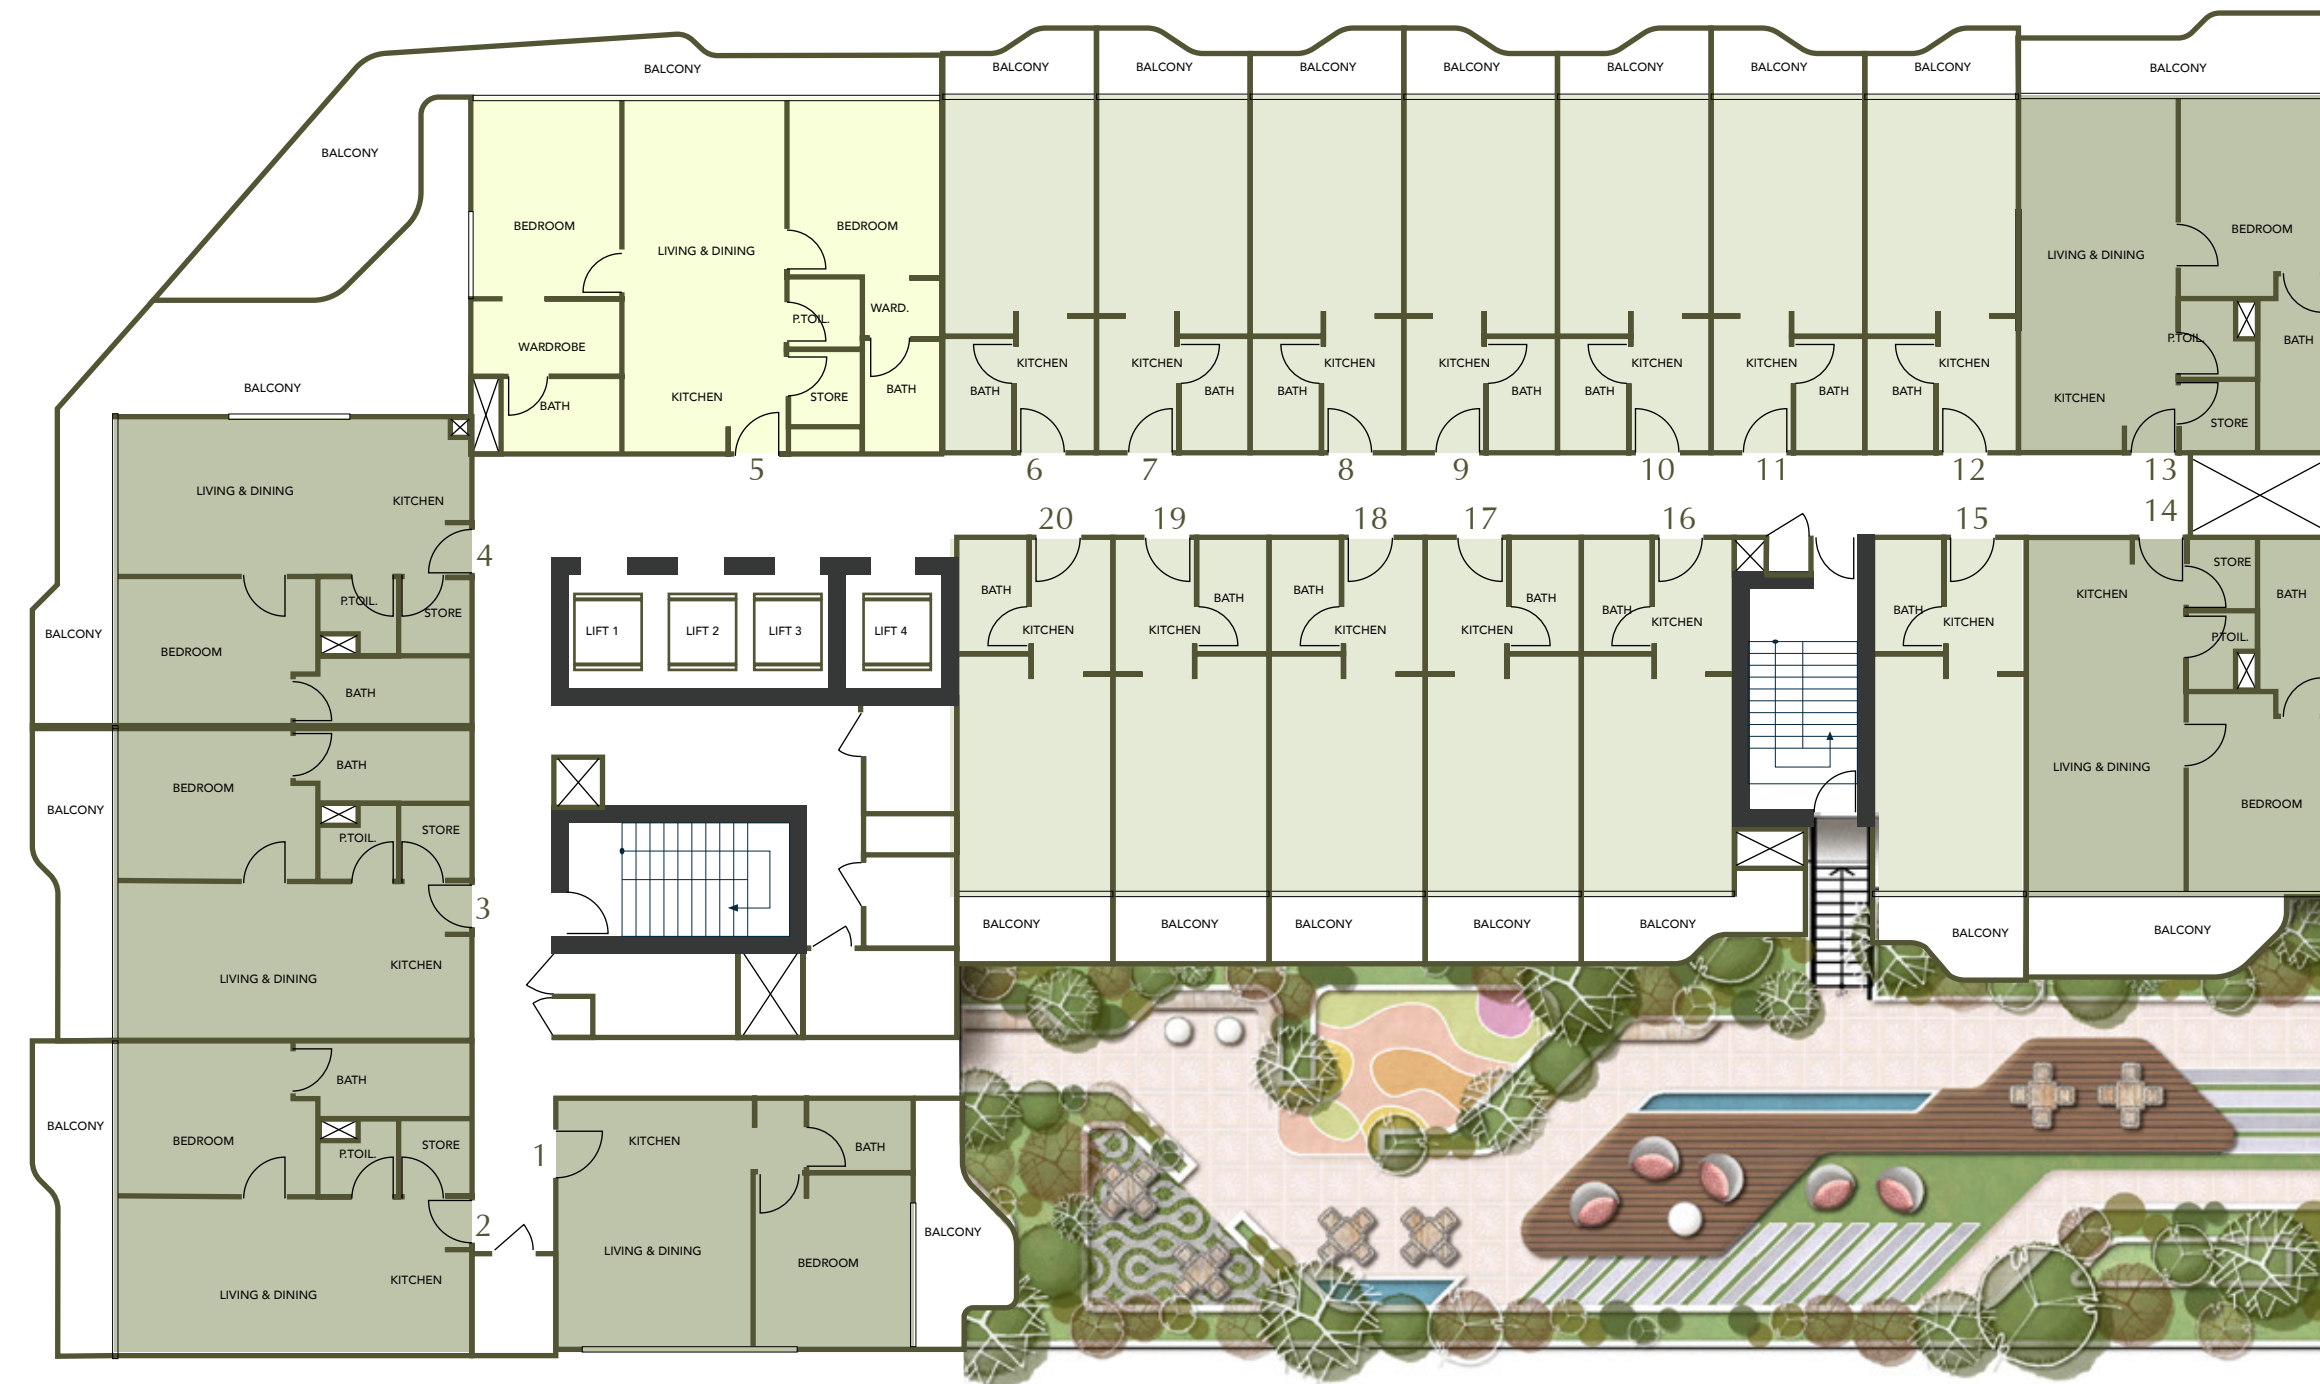 BALCONY
BALCONY
BALCONY
BALCONY
BALCONY
BALCONY
BALCONY
BALCONY
BALCONY
BALCONY
BEDROOM
LIVING & DINING
BEDROOM
P.TOIL.
WARD.
WARDROBE
BATH
KITCHEN
STORE
BATH
5
KITCHEN
BATH
6
KITCHEN
BATH
7
KITCHEN
BATH
8
KITCHEN
BATH
9
KITCHEN
BATH
10
KITCHEN
BATH
11
KITCHEN
BATH
12
LIVING & DINING
BEDROOM
P.TOIL.
BATH
KITCHEN
STORE
13
BALCONY
LIVING & DINING
KITCHEN
4
P.TOIL.
STORE
BALCONY
BEDROOM
BATH
LIFT 1
LIFT 2
LIFT 3
LIFT 4
20
BATH
KITCHEN
BALCONY
19
BATH
KITCHEN
BALCONY
18
BATH
KITCHEN
BALCONY
17
BATH
KITCHEN
BALCONY
16
BATH
KITCHEN
BALCONY
15
BATH
KITCHEN
BALCONY
14
STORE
KITCHEN
BATH
P.TOIL.
LIVING & DINING
BEDROOM
BALCONY
BATH
BEDROOM
BALCONY
STORE
P.TOIL.
3
KITCHEN
LIVING & DINING
BATH
BALCONY
BEDROOM
STORE
P.TOIL.
2
KITCHEN
LIVING & DINING
1
KITCHEN
BATH
LIVING & DINING
BEDROOM
BALCONY